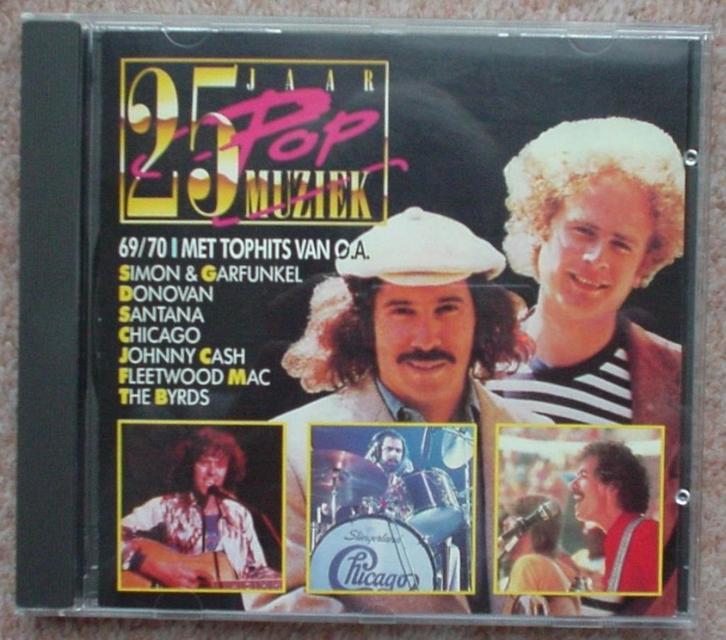 25 JAAR
Pop
MUZIEK
69/70 | MET TOPHITS VAN O.A.
SIMON & GARFUNKEL
DONOVAN
SANTANA
CHICAGO
JOHNNY CASH
FLEETWOOD MAC
THE BYRDS
Slingerland
Chicago